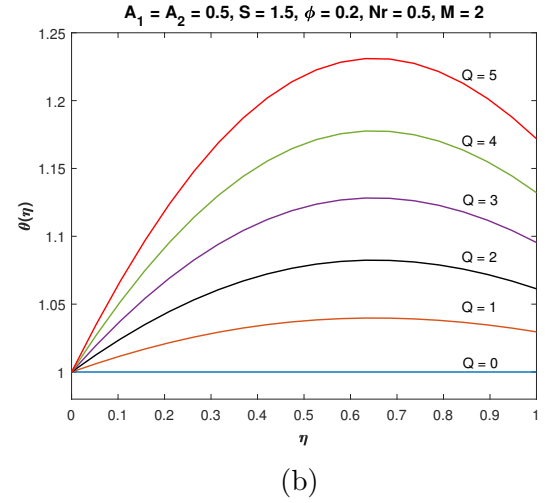 A₁ = A₂ = 0.5, S = 1.5, ϕ = 0.2, Nr = 0.5, M = 2
1.25
1.2
1.15
1.1
1.05
1
θ(η)
Q = 5
Q = 4
Q = 3
Q = 2
Q = 1
Q = 0
0 0.1 0.2 0.3 0.4 0.5 0.6 0.7 0.8 0.9 1
η
(b)